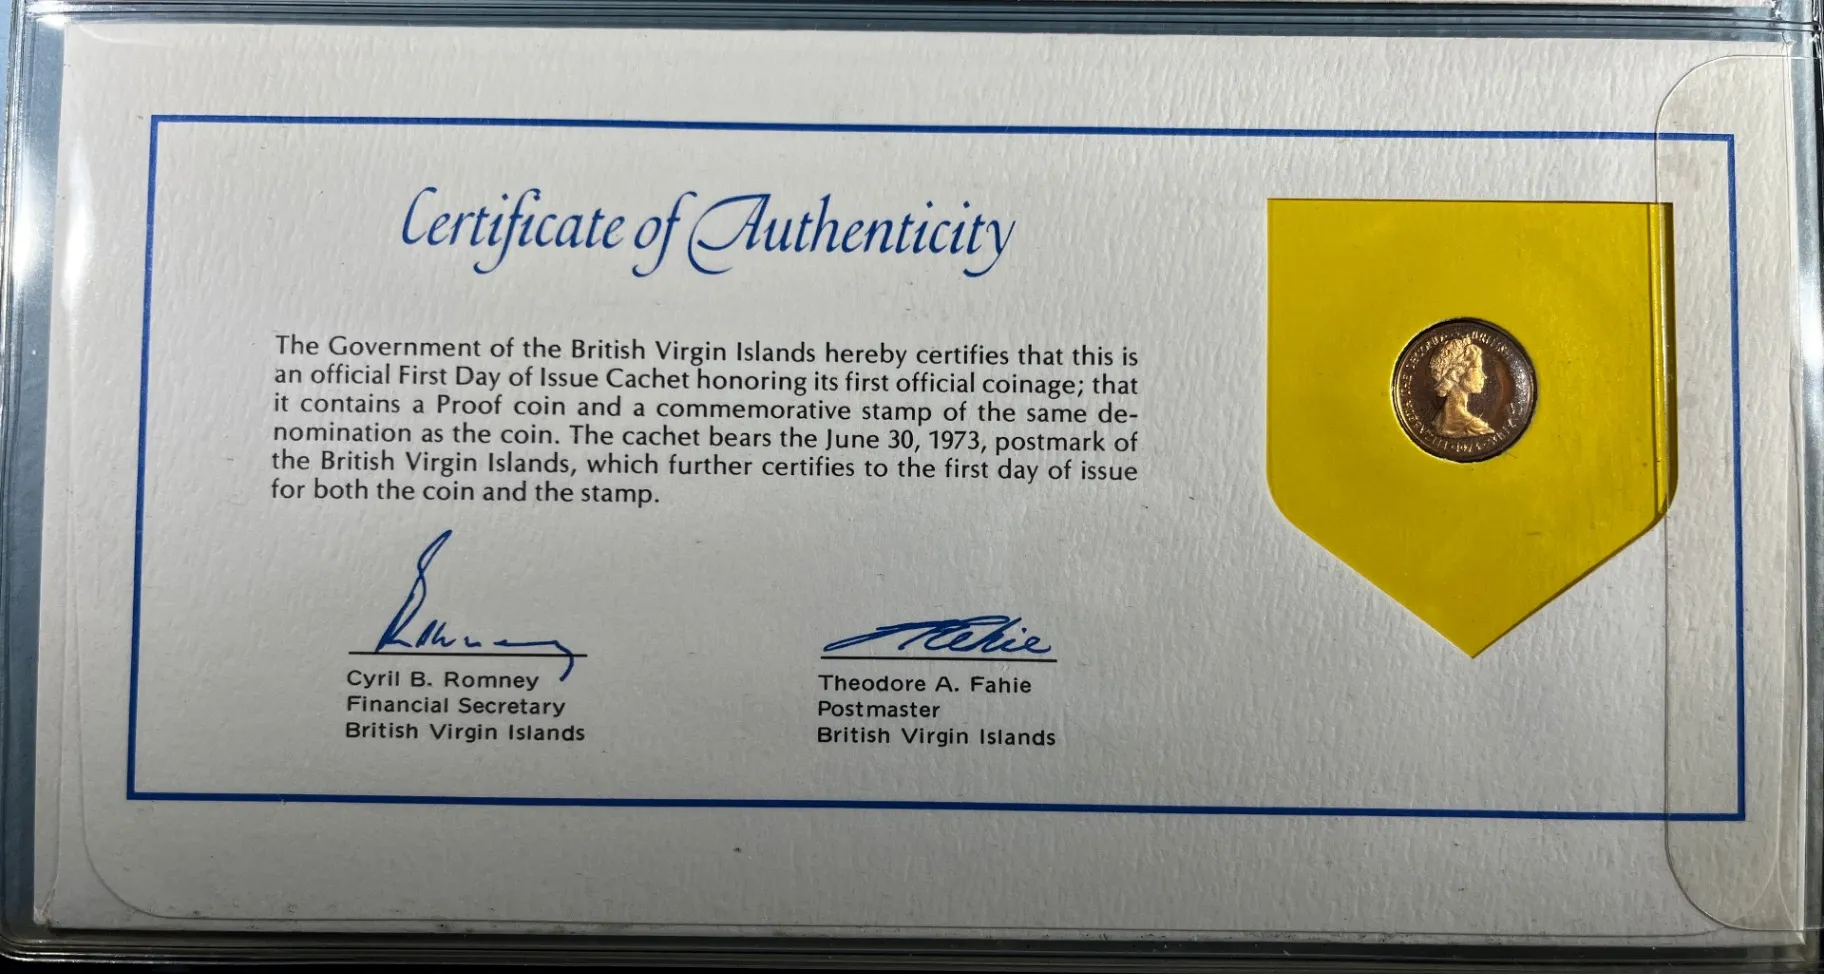 Certificate of Authenticity
The Government of the British Virgin Islands hereby certifies that this is
an official First Day of Issue Cachet honoring its first official coinage; that
it contains a Proof coin and a commemorative stamp of the same de-
nomination as the coin. The cachet bears the June 30, 1973, postmark of
the British Virgin Islands, which further certifies to the first day of issue
for both the coin and the stamp.
Romney
Cyril B. Romney
Financial Secretary
British Virgin Islands
Fahie
Theodore A. Fahie
Postmaster
British Virgin Islands